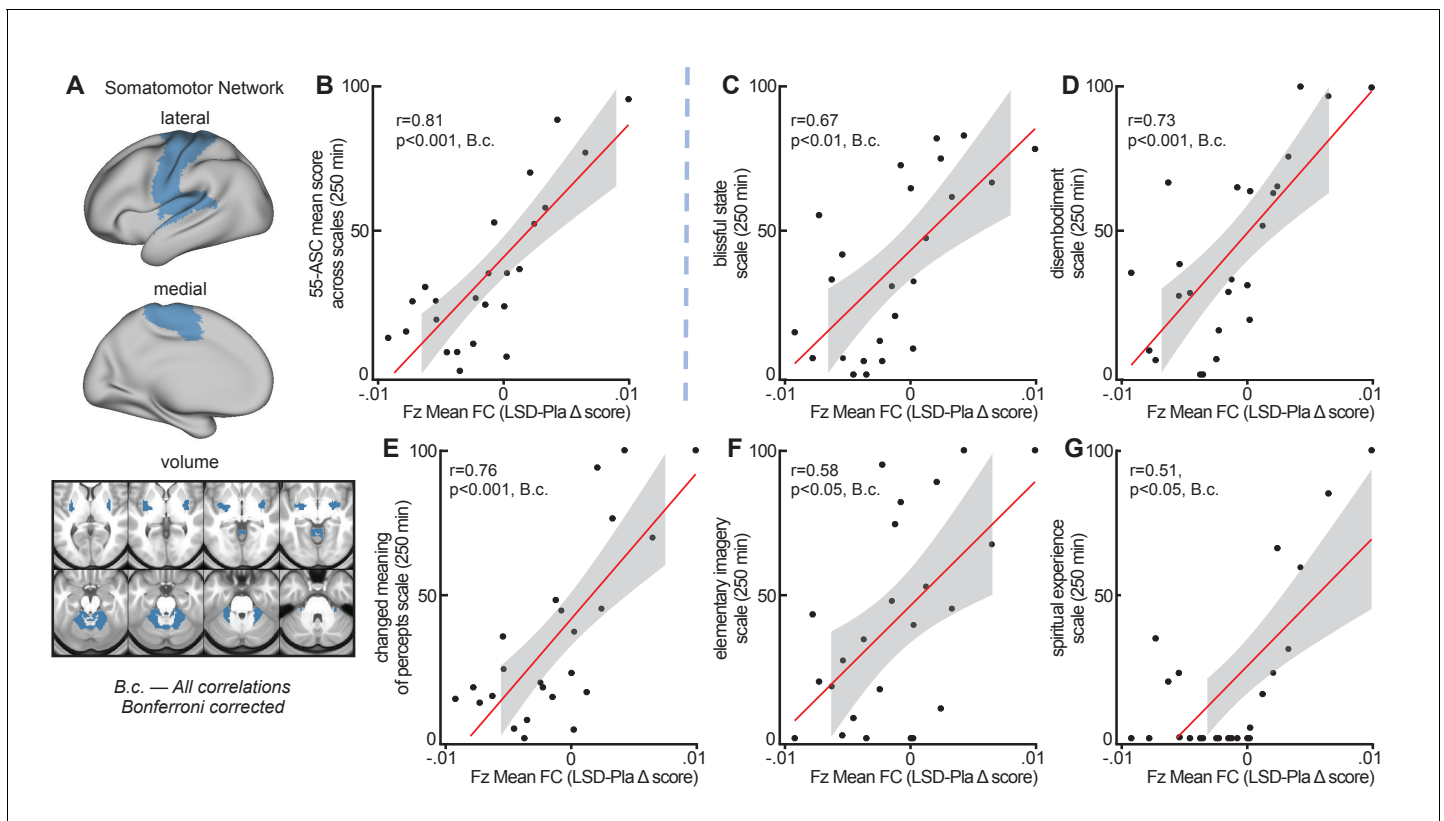 A
Somatomotor Network
lateral
medial
volume
B.c. — All correlations
Bonferroni corrected
B
100
50
0
55-ASC mean score
across scales (250 min)
r=0.81
p<0.001, B.c.
-.01
0
.01
Fz Mean FC (LSD-Pla Δ score)
C
100
50
0
blissful state
scale (250 min)
r=0.67
p<0.01, B.c.
-.01
0
.01
Fz Mean FC (LSD-Pla Δ score)
D
100
50
0
disembodiment
scale (250 min)
r=0.73
p<0.001, B.c.
-.01
0
.01
Fz Mean FC (LSD-Pla Δ score)
E
100
50
0
changed meaning
of percepts scale (250 min)
r=0.76
p<0.001, B.c.
-.01
0
.01
Fz Mean FC (LSD-Pla Δ score)
F
100
50
0
elementary imagery
scale (250 min)
r=0.58
p<0.05, B.c.
-.01
0
.01
Fz Mean FC (LSD-Pla Δ score)
G
100
50
0
spiritual experience
scale (250 min)
r=0.51,
p<0.05, B.c.
-.01
0
.01
Fz Mean FC (LSD-Pla Δ score)